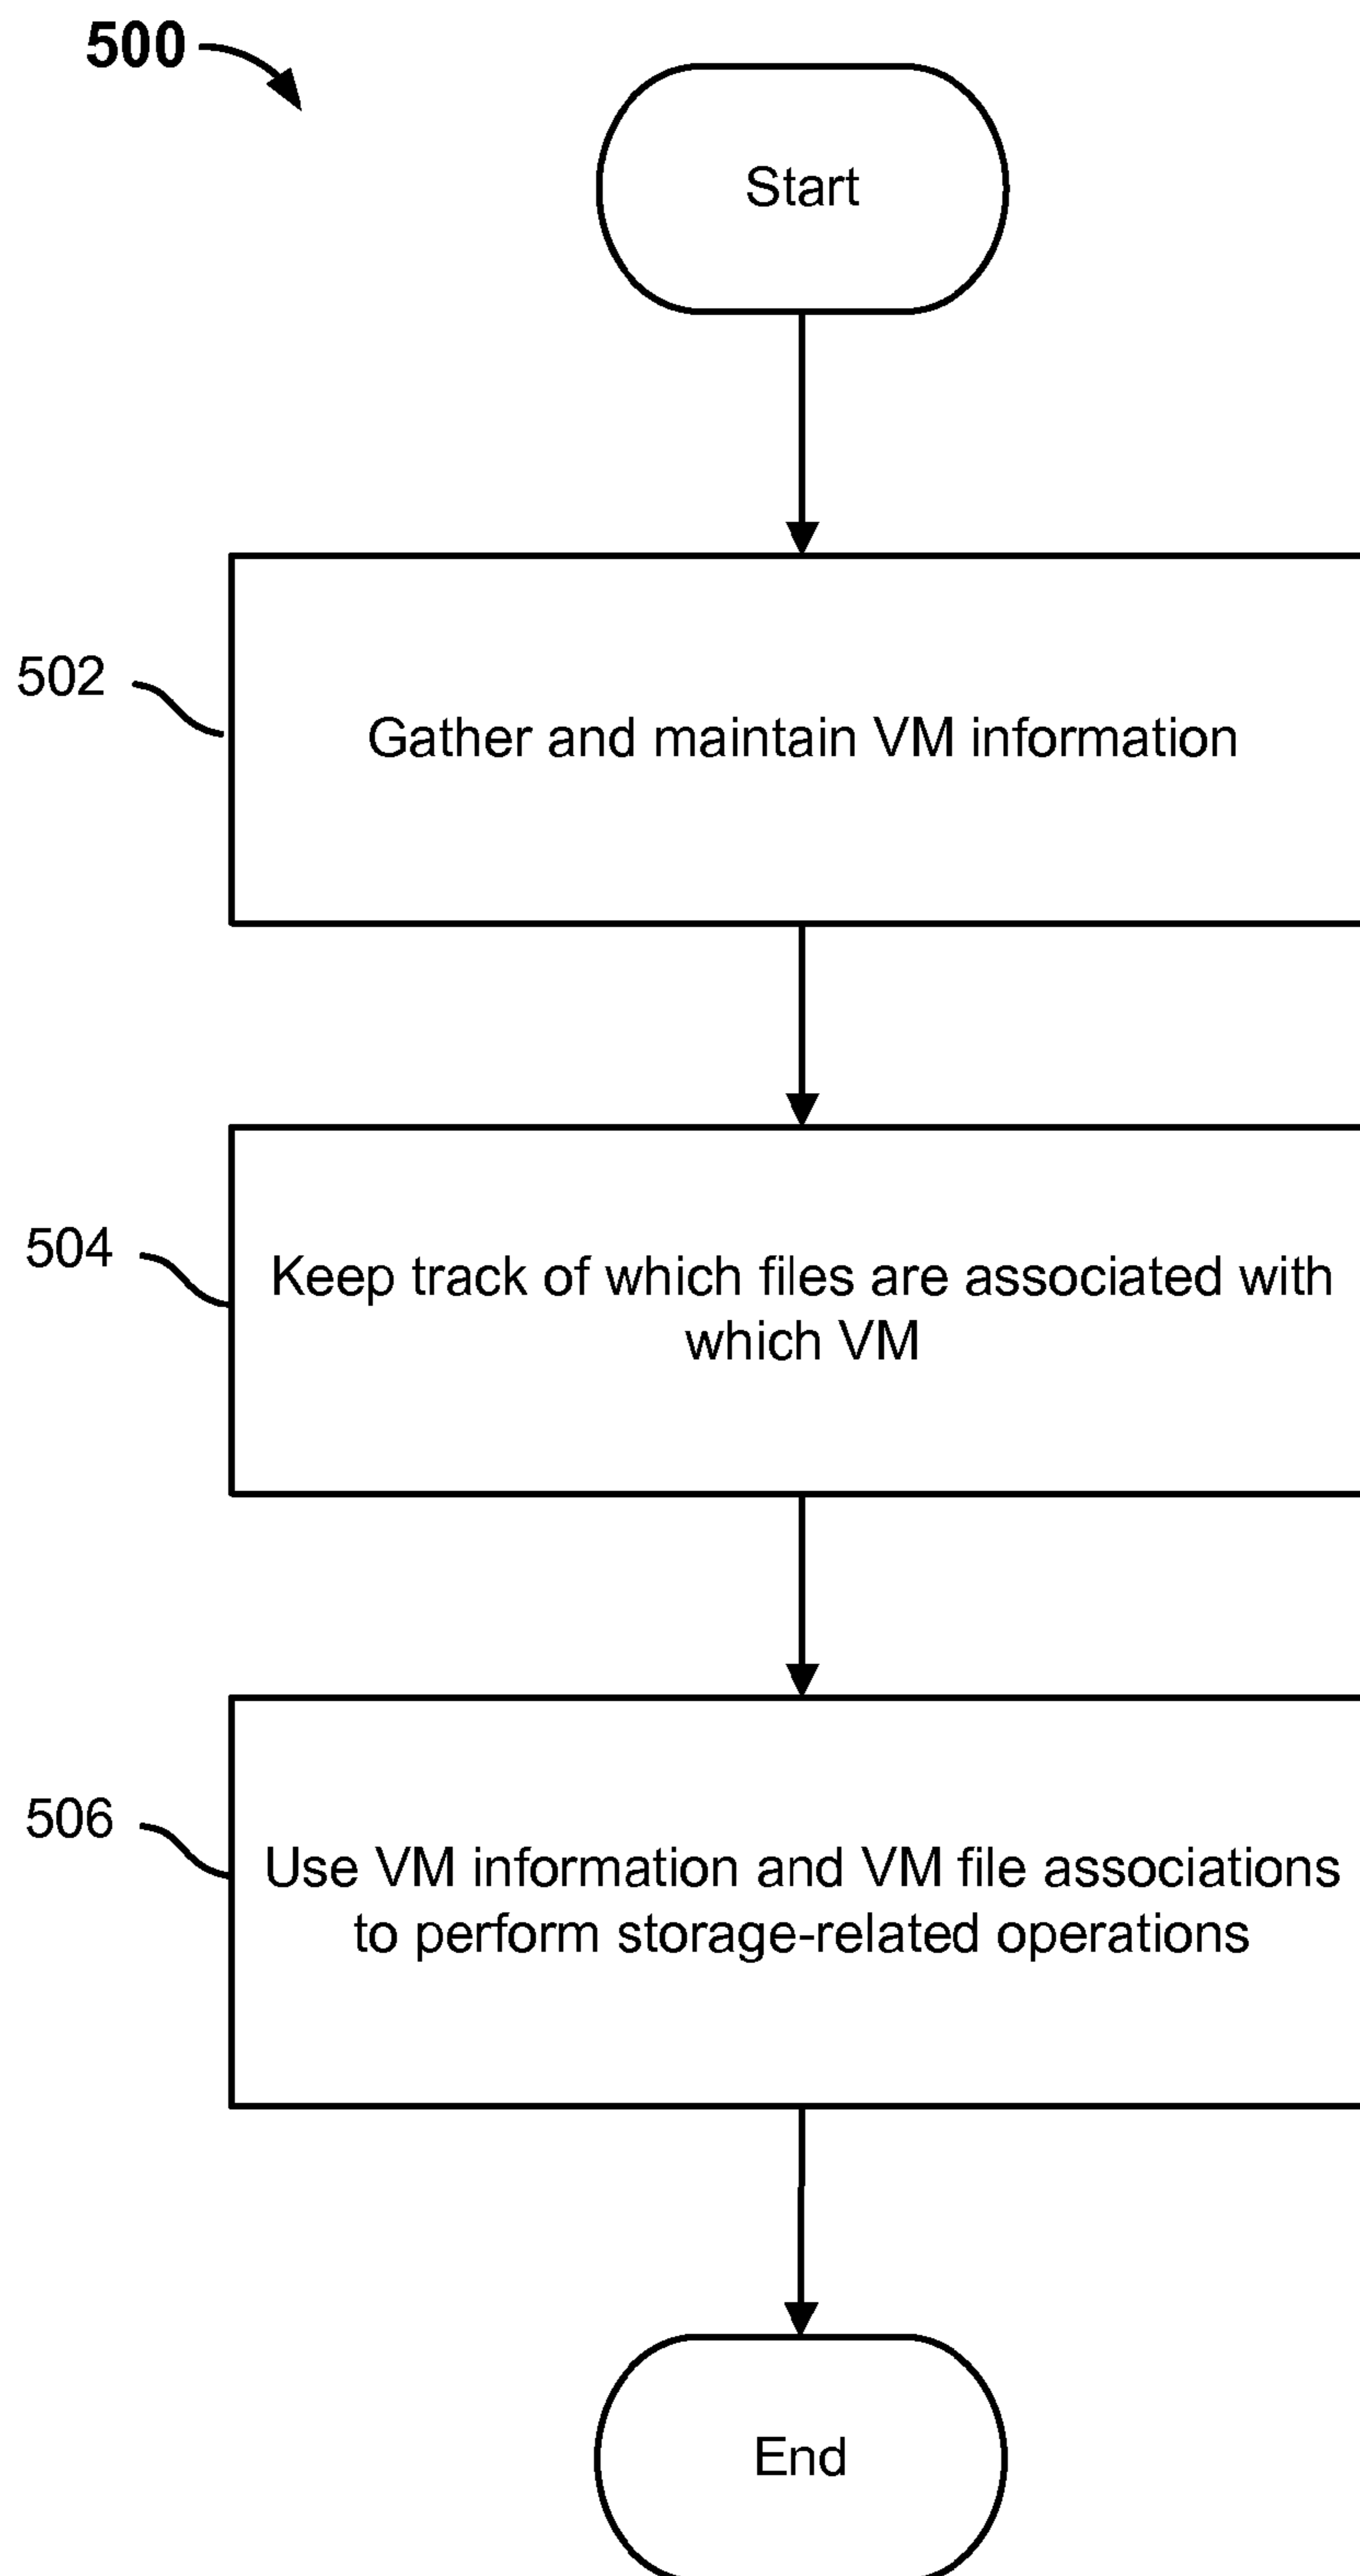 500
Start
502
Gather and maintain VM information
504
Keep track of which files are associated with
which VM
506
Use VM information and VM file associations
to perform storage-related operations
End